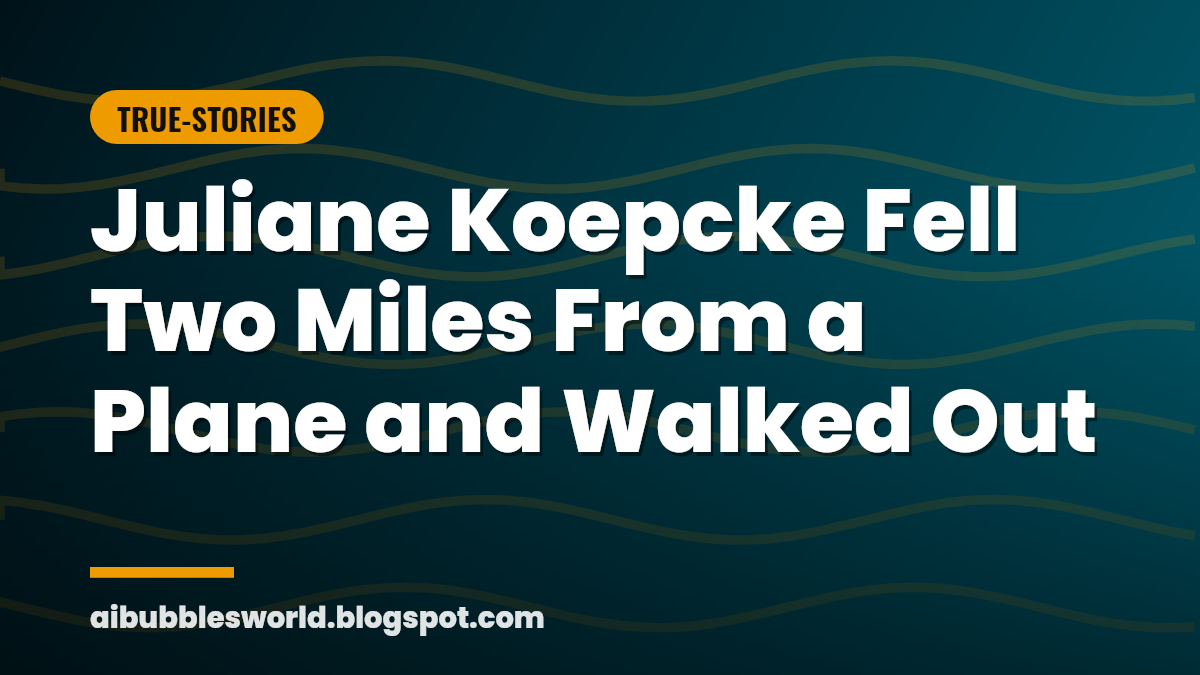 TRUE-STORIES
Juliane Koepcke Fell
Two Miles From a
Plane and Walked Out
aibubblesworld.blogspot.com